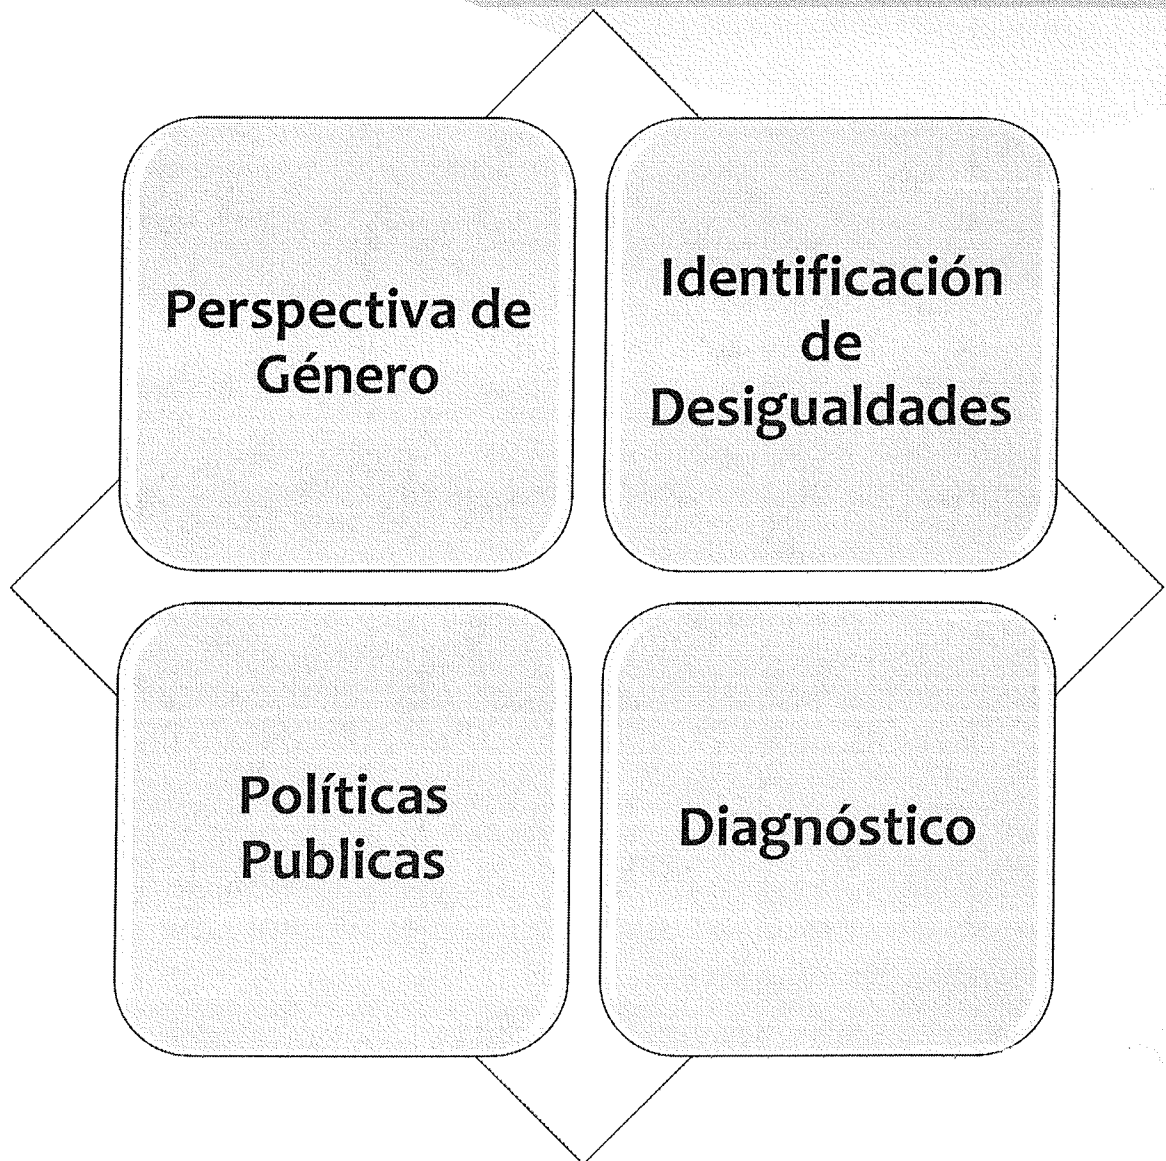 Perspectiva de
Género
Identificación
de
Desigualdades
Políticas
Publicas
Diagnóstico